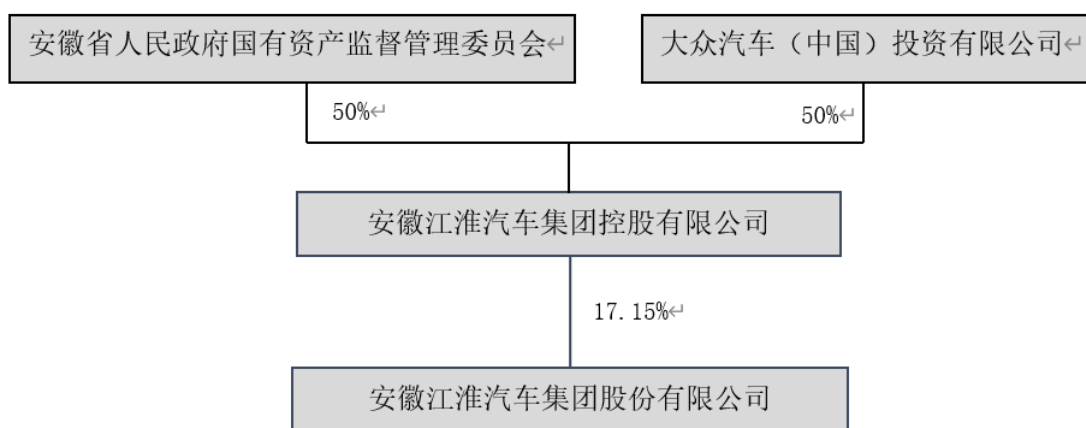 安徽省人民政府国有资产监督管理委员会↵
大众汽车（中国）投资有限公司↵
50%↵
50%↵
安徽江淮汽车集团控股有限公司
17.15%↵
安徽江淮汽车集团股份有限公司